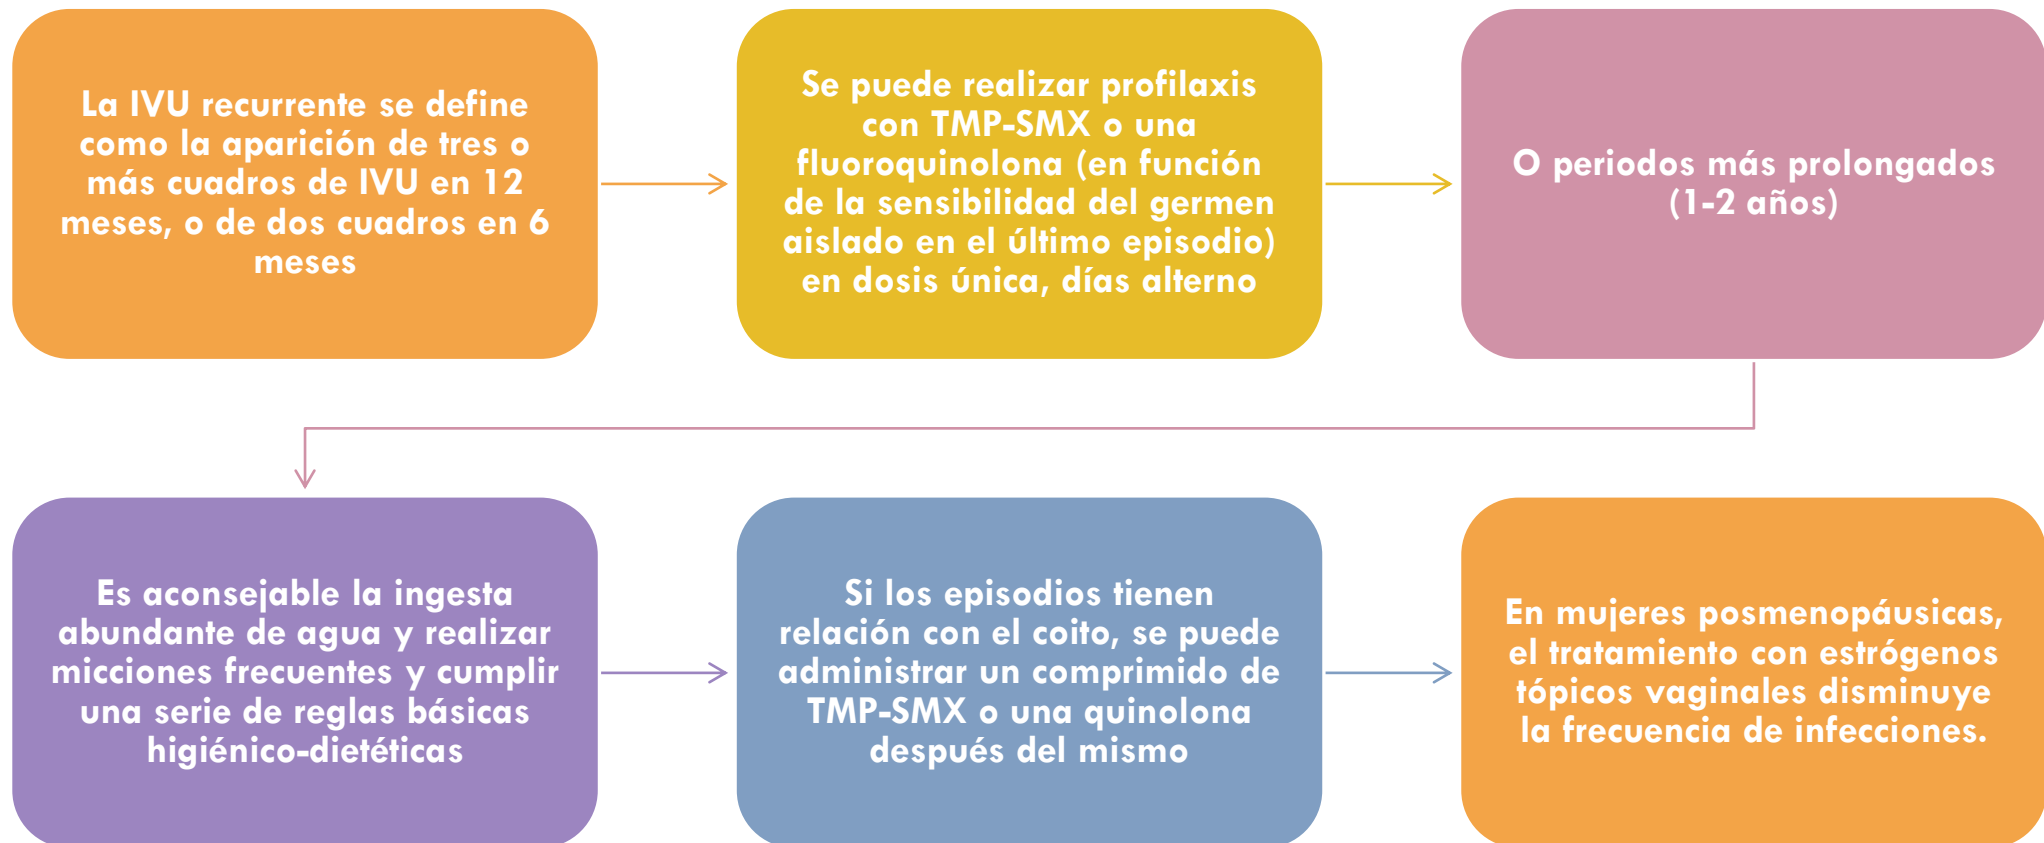 La IVU recurrente se define
como la aparición de tres o
más cuadros de IVU en 12
meses, o de dos cuadros en 6
meses
Se puede realizar profilaxis
con TMP-SMX o una
fluoroquinolona (en función
de la sensibilidad del germen
aislado en el último episodio)
en dosis única, días alterno
O periodos más prolongados
(1-2 años)
Es aconsejable la ingesta
abundante de agua y realizar
micciones frecuentes y cumplir
una serie de reglas básicas
higiénico-dietéticas
Si los episodios tienen
relación con el coito, se puede
administrar un comprimido de
TMP-SMX o una quinolona
después del mismo
En mujeres posmenopáusicas,
el tratamiento con estrógenos
tópicos vaginales disminuye
la frecuencia de infecciones.